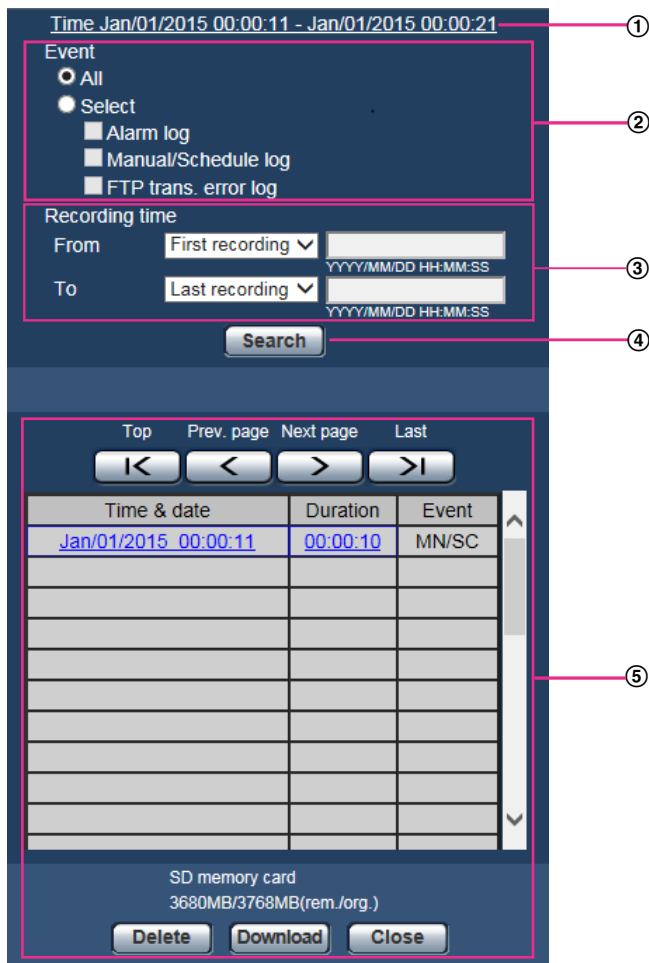 Time Jan/01/2015 00:00:11 - Jan/01/2015 00:00:21
①
Event
All
Select
②
Alarm log
Manual/Schedule log
FTP trans. error log
Recording time
From First recording
YYYY/MM/DD HH:MM:SS
③
To Last recording
YYYY/MM/DD HH:MM:SS
Search
④
Top Prev. page Next page Last
Time & date Duration Event
Jan/01/2015 00:00:11 00:00:10 MN/SC
⑤
SD memory card
3680MB/3768MB(rem./org.)
Delete Download Close